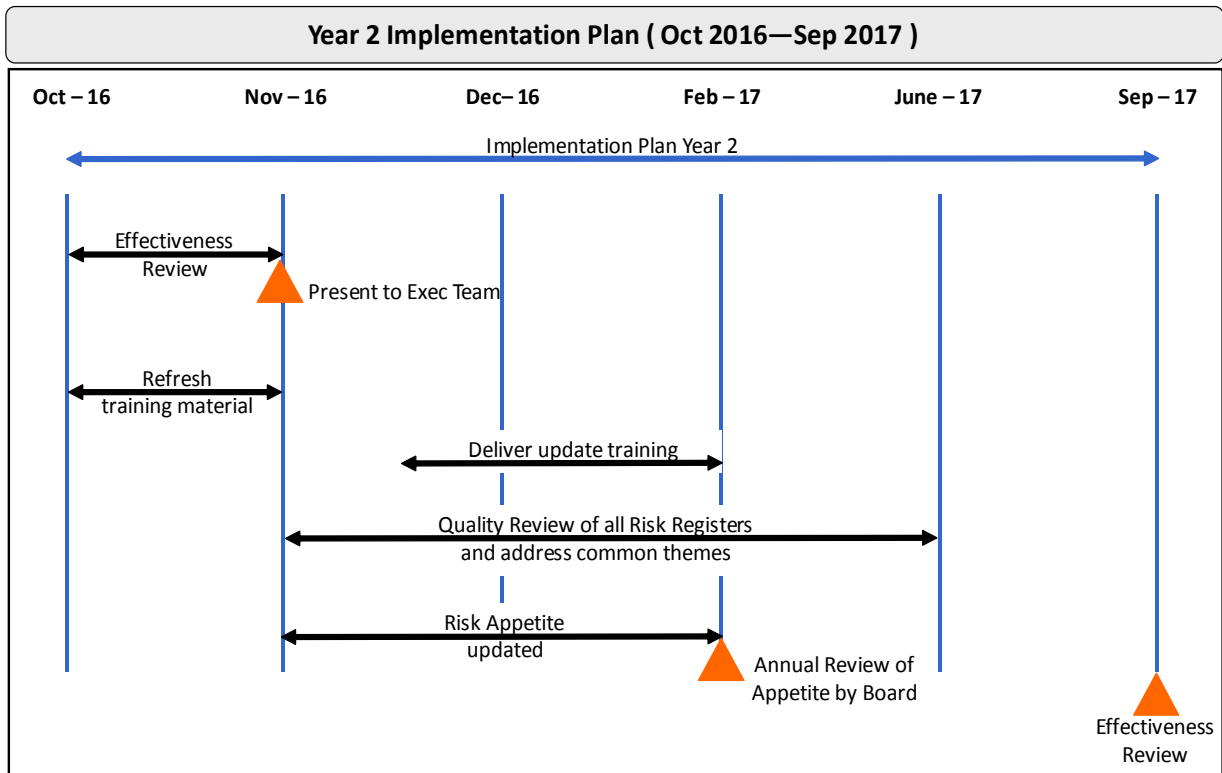 Year 2 Implementation Plan ( Oct 2016—Sep 2017 )
Oct – 16
Nov – 16
Dec– 16
Feb – 17
June – 17
Sep – 17
Implementation Plan Year 2
Effectiveness
Review
Present to Exec Team
Refresh
training material
Deliver update training
Quality Review of all Risk Registers
and address common themes
Risk Appetite
updated
Annual Review of
Appetite by Board
Effectiveness
Review